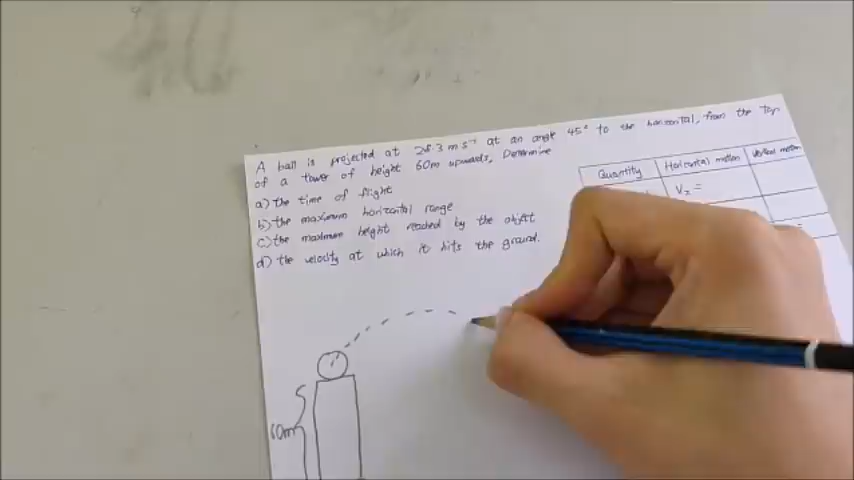 A ball is projected at 28.3 m s⁻¹ at an angle 45° to the horizontal, from the top
of a tower of height 60m upwards. Determine
a) the time of flight
b) the maximum horizontal range
c) the maximum height reached by the object
d) the velocity at which it hits the ground.
Quantity Horizontal motion Vertical motion
Vx =
60m